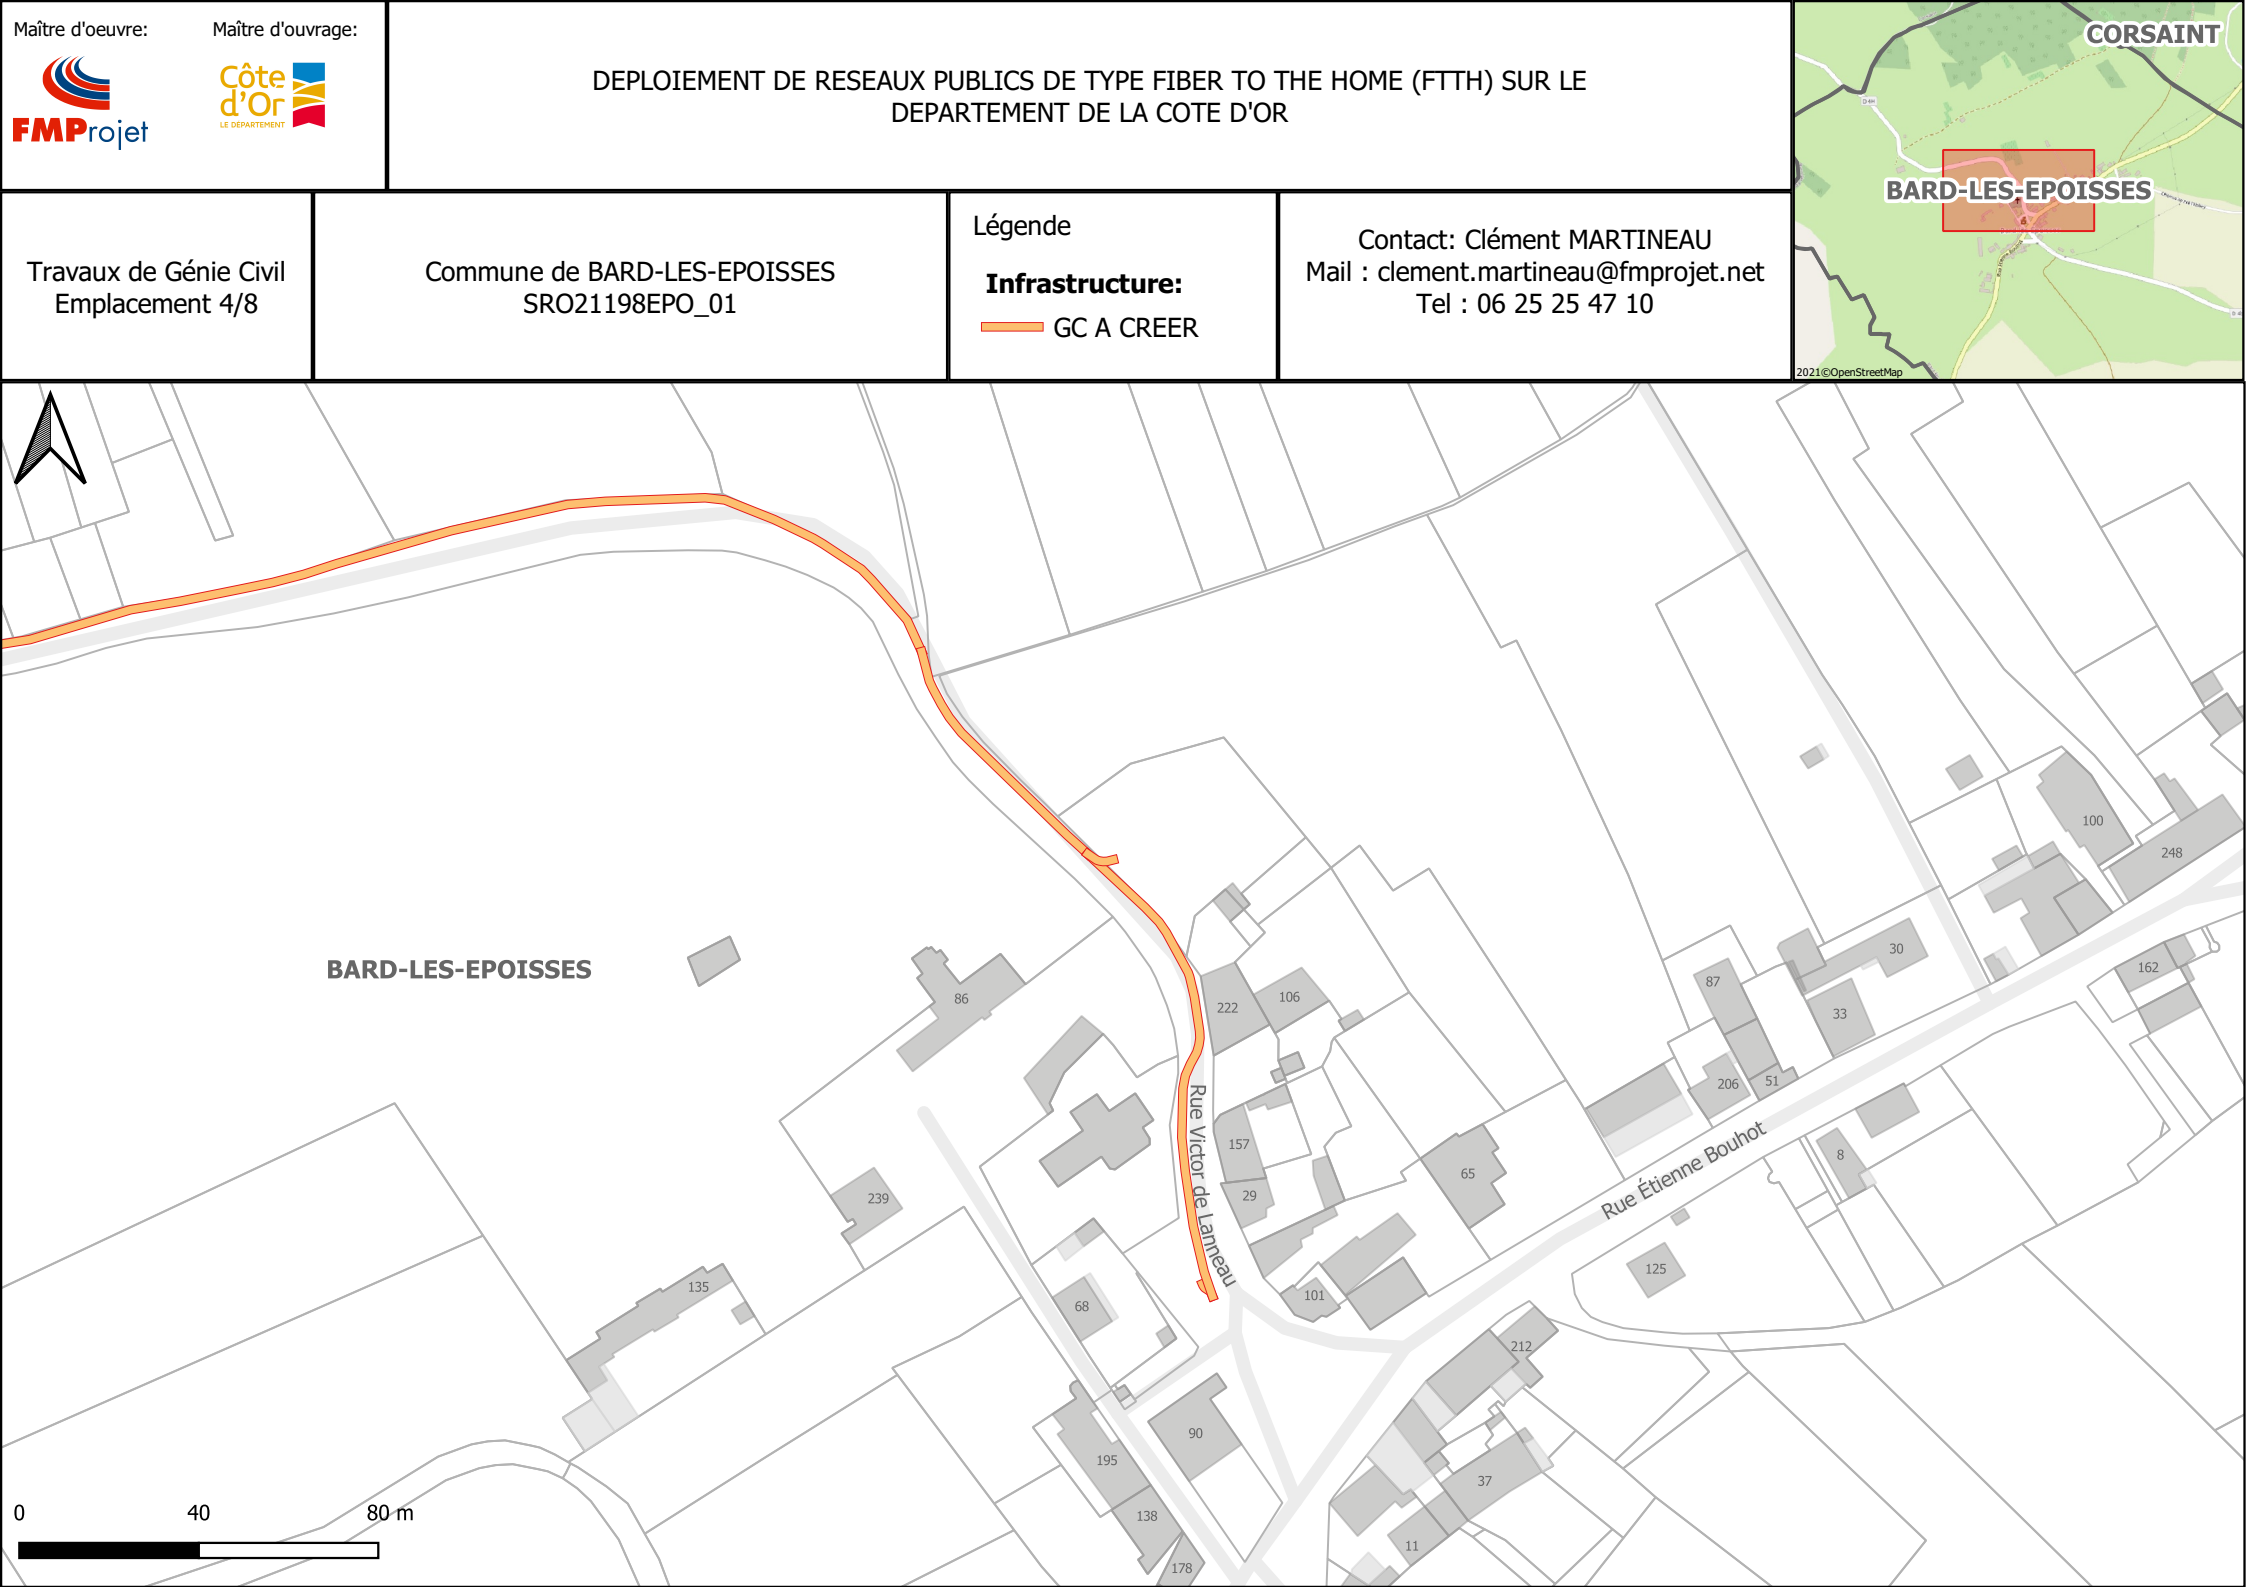 Maître d'oeuvre:
Maître d'ouvrage:
FMProjet
Côte d'Or
LE DÉPARTEMENT
DEPLOIEMENT DE RESEAUX PUBLICS DE TYPE FIBER TO THE HOME (FTTH) SUR LE
DEPARTEMENT DE LA COTE D'OR
CORSAINT
BARD-LES-EPOISSES
2021©OpenStreetMap
Travaux de Génie Civil
Emplacement 4/8
Commune de BARD-LES-EPOISSES
SRO21198EPO_01
Légende
Infrastructure:
GC A CREER
Contact: Clément MARTINEAU
Mail : clement.martineau@fmprojet.net
Tel : 06 25 25 47 10
100
248
30
87
162
BARD-LES-EPOISSES
86
106
222
33
206
51
Rue Victor de Lanneau
157
8
65
Rue Étienne Bouhot
239
29
125
135
68
101
212
90
195
37
138
11
178
0
40
80 m